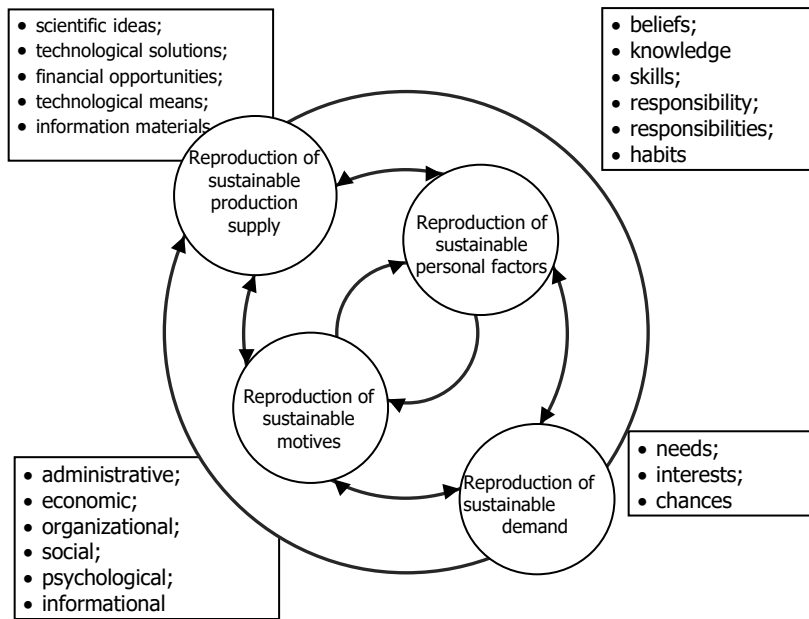 • scientific ideas;
• technological solutions;
• financial opportunities;
• technological means;
• information materials
• beliefs;
• knowledge
• skills;
• responsibility;
• responsibilities;
• habits
Reproduction of
sustainable
production
supply
Reproduction of
sustainable
personal factors
Reproduction of
sustainable
motives
Reproduction of
sustainable
demand
• needs;
• interests;
• chances
• administrative;
• economic;
• organizational;
• social;
• psychological;
• informational